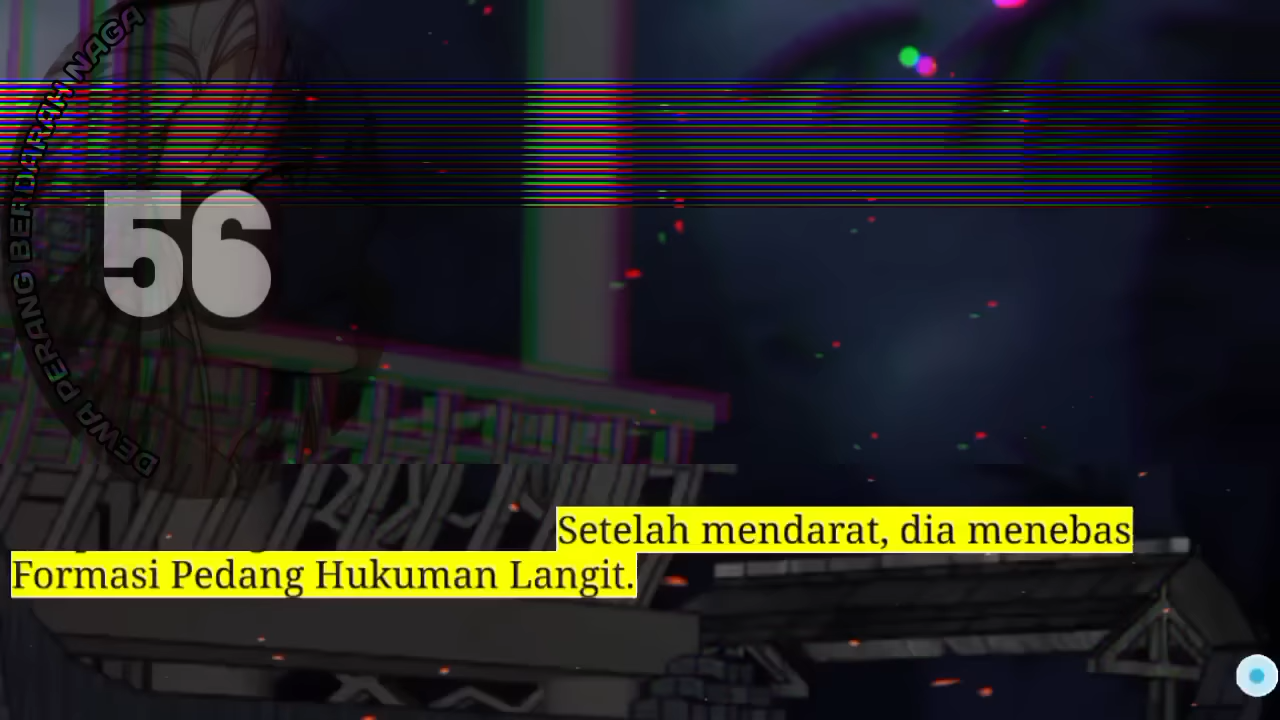 DEWA PERANG BERDARAH NAGA
56
Setelah mendarat, dia menebas
Formasi Pedang Hukuman Langit.